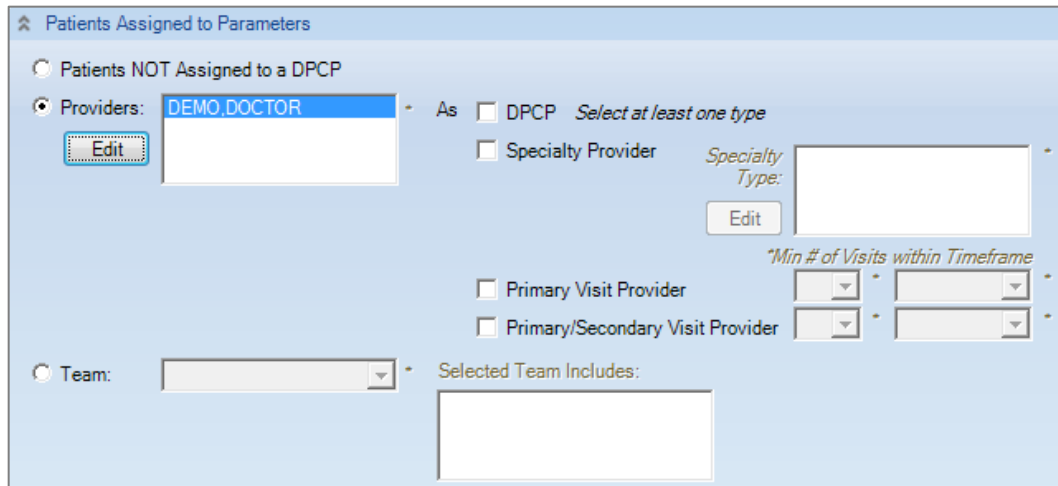 Patients Assigned to Parameters
Patients NOT Assigned to a DPCP
Providers: DEMO,DOCTOR * As DPCP Select at least one type
Edit
Specialty Provider
Specialty Type: *
Edit
*Min # of Visits within Timeframe
Primary Visit Provider * *
Primary/Secondary Visit Provider * *
Team: * Selected Team Includes: